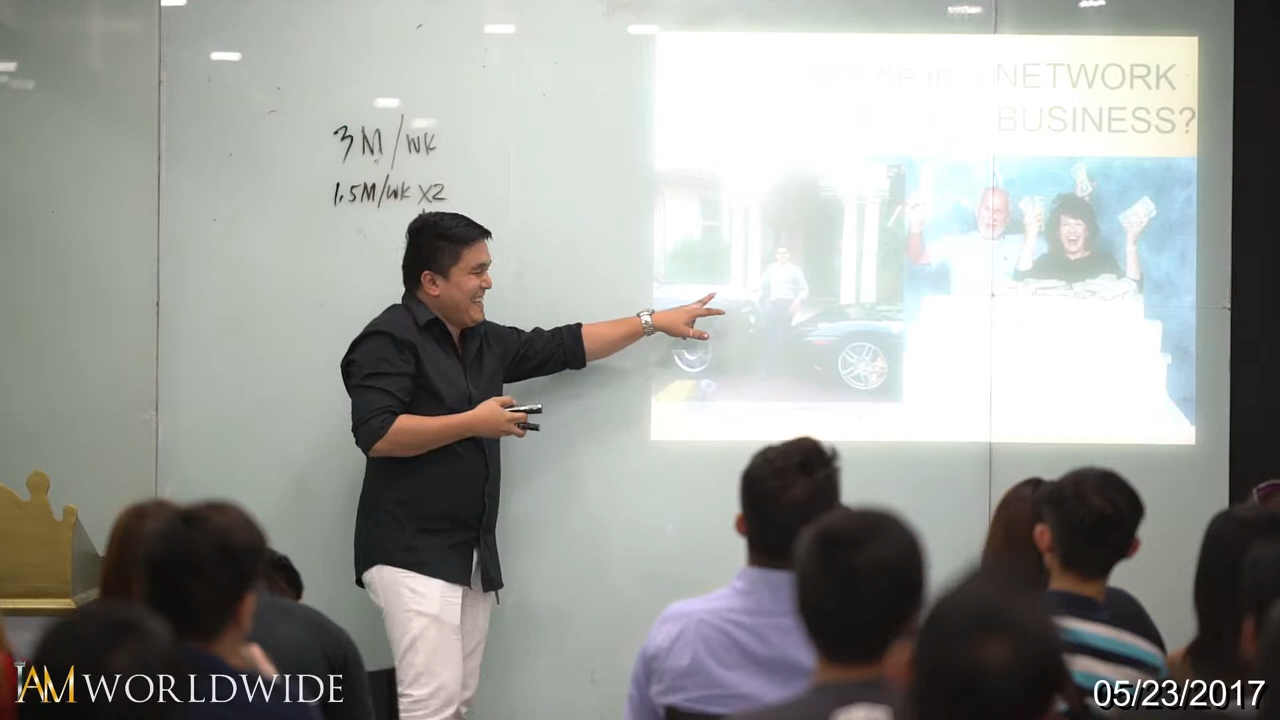 3M/WK
1.5M/WK X2
NETWORK
BUSINESS?
IAM WORLDWIDE
05/23/2017